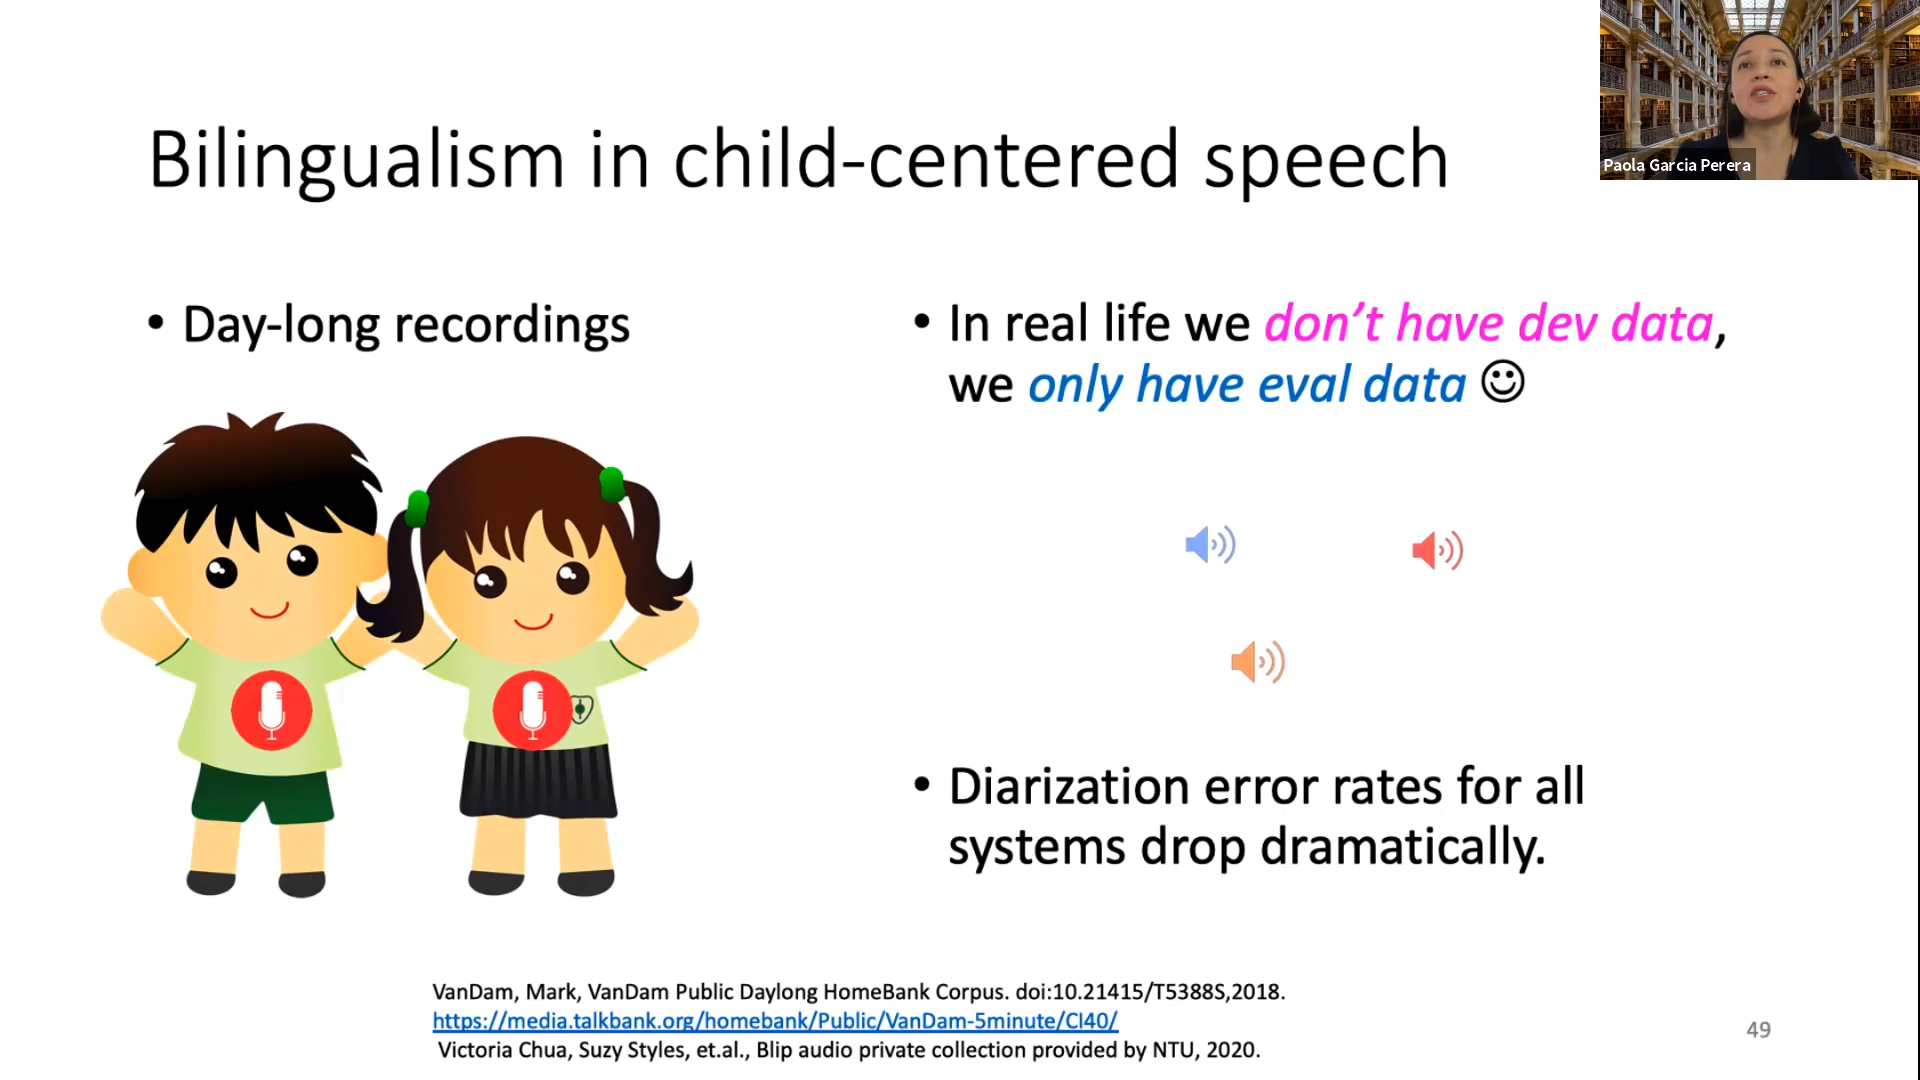 Paola Garcia Perera
Bilingualism in child-centered speech
• Day-long recordings
• In real life we don't have dev data,
we only have eval data ☺
• Diarization error rates for all
systems drop dramatically.
VanDam, Mark, VanDam Public Daylong HomeBank Corpus. doi:10.21415/T5388S,2018.
https://media.talkbank.org/homebank/Public/VanDam-5minute/CI40/
Victoria Chua, Suzy Styles, et.al., Blip audio private collection provided by NTU, 2020.
49